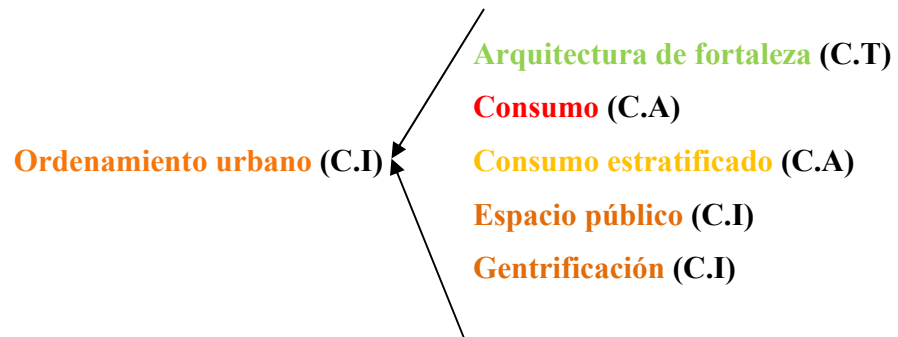 Arquitectura de fortaleza (C.T)
Consumo (C.A)
Ordenamiento urbano (C.I)
Consumo estratificado (C.A)
Espacio público (C.I)
Gentrificación (C.I)